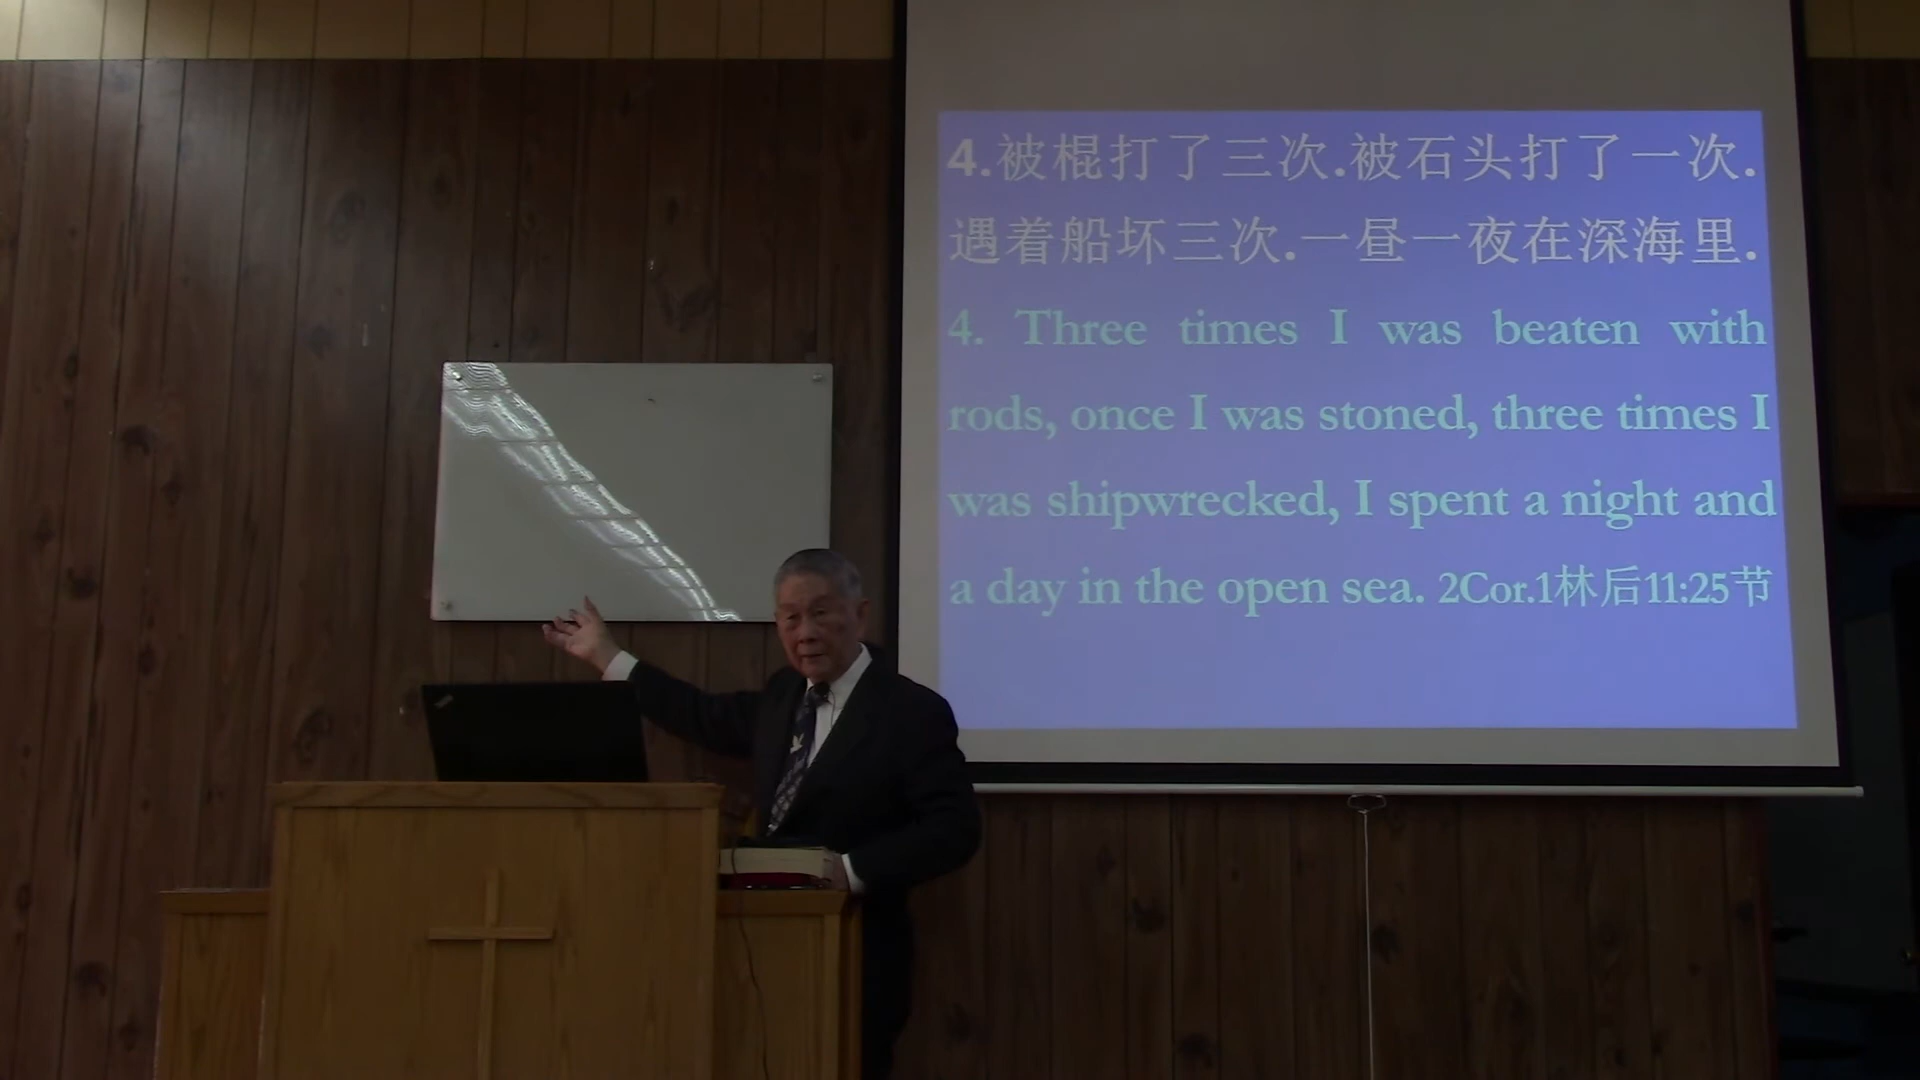 4.被棍打了三次.被石头打了一次.
遇着船坏三次.一昼一夜在深海里.
4. Three times I was beaten with
rods, once I was stoned, three times I
was shipwrecked, I spent a night and
a day in the open sea. 2Cor.1林后11:25节